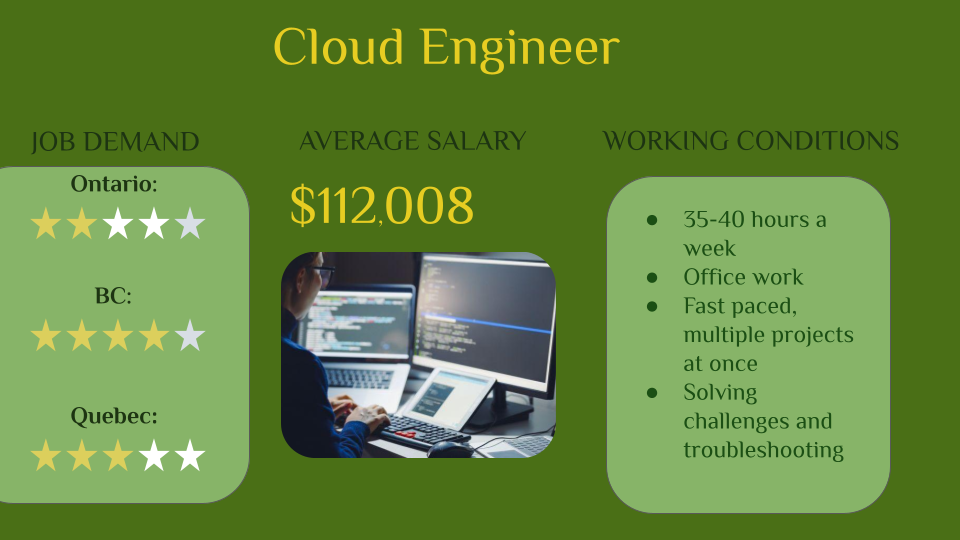 Cloud Engineer
JOB DEMAND
Ontario:
BC:
Quebec:
AVERAGE SALARY
$112,008
WORKING CONDITIONS
● 35-40 hours a
week
● Office work
● Fast paced,
multiple projects
at once
● Solving
challenges and
troubleshooting